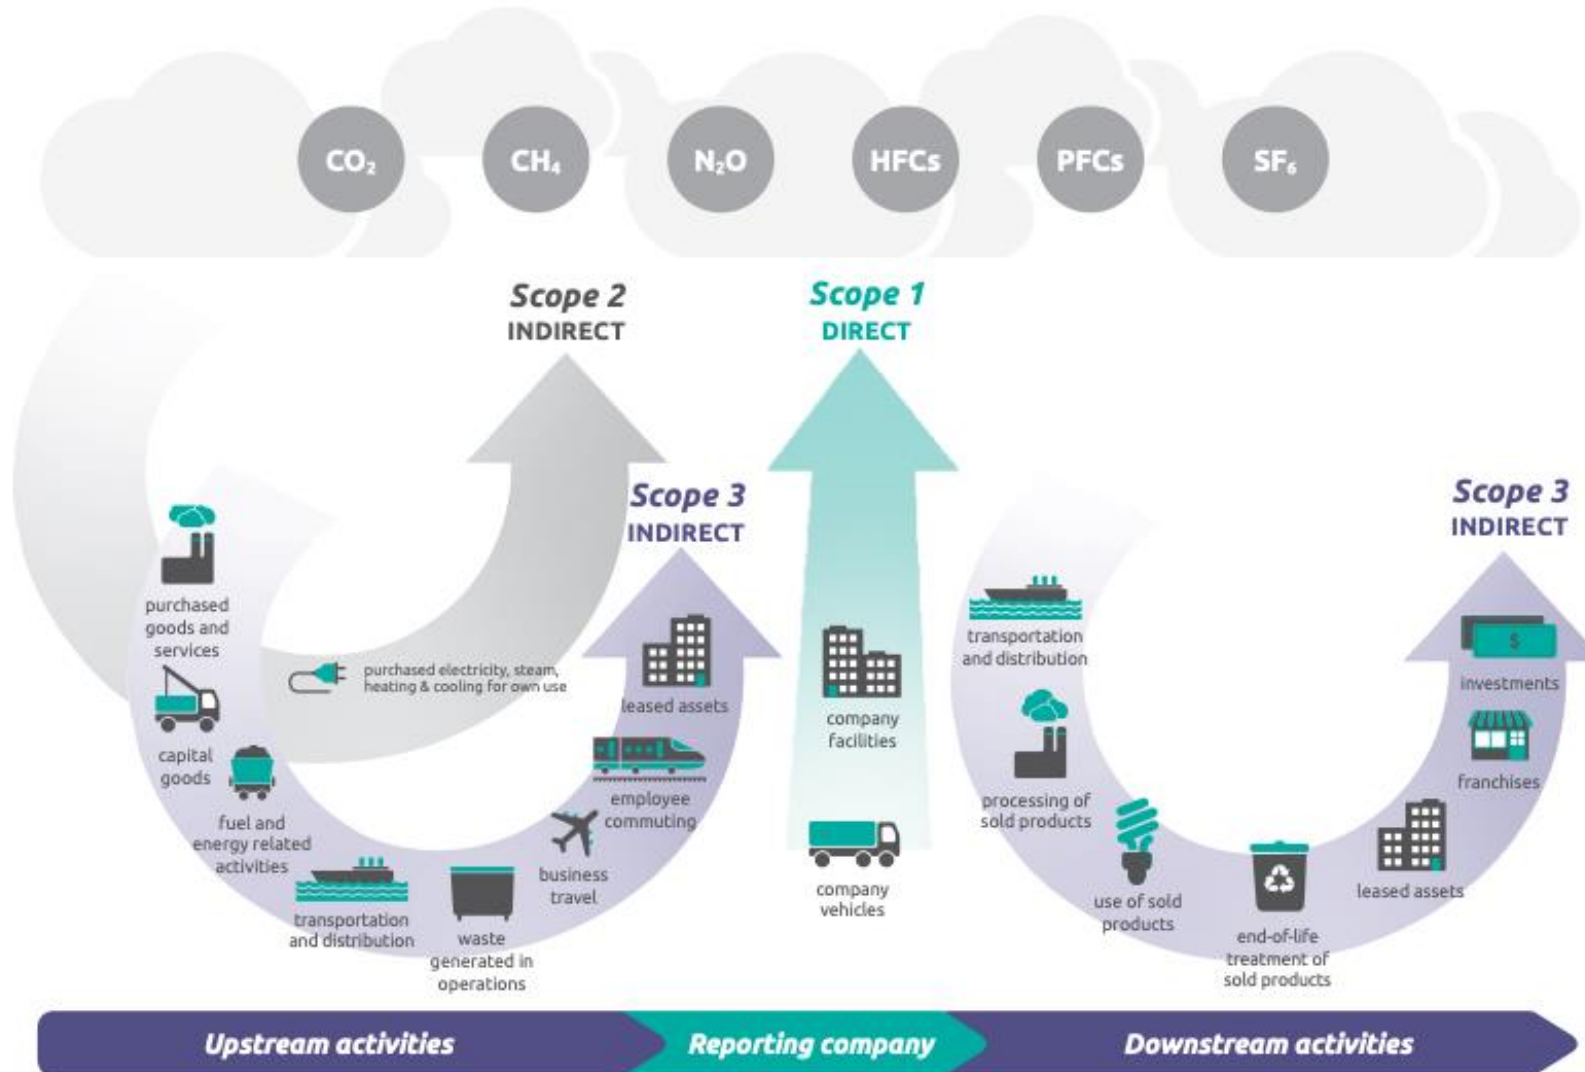 CO₂
CH₄
N₂O
HFCs
PFCs
SF₆
Scope 2
INDIRECT
Scope 1
DIRECT
Scope 3
INDIRECT
Scope 3
INDIRECT
purchased
goods and
services
capital
goods
fuel and
energy related
activities
transportation
and distribution
waste
generated in
operations
business
travel
employee
commuting
leased assets
purchased electricity, steam,
heating & cooling for own use
company
facilities
company
vehicles
transportation
and distribution
processing of
sold products
use of sold
products
end-of-life
treatment of
sold products
leased assets
franchises
$
investments
Upstream activities
Reporting company
Downstream activities